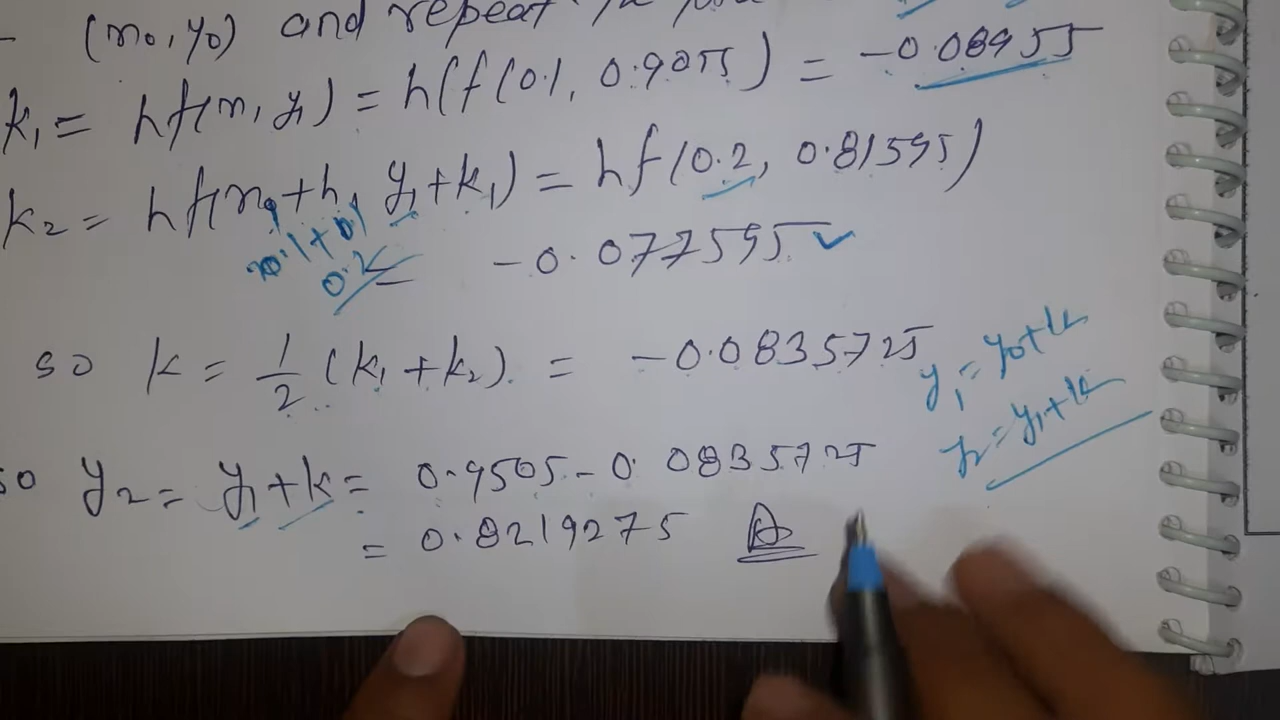 (x0, y0) and repeat
k1 = hf(x1, y1) = h(f(0.1, 0.9055) = -0.08955
k2 = hf(x1+h, y1+k1) = hf(0.2, 0.81595)
0.1+0.1
0.2
= -0.077595 ✓
so k = 1/2 (k1+k2). = -0.0835725
y1 = y0+k
y2 = y1+k
so y2 = y1+k = 0.9505-0.0835725
= 0.8219275